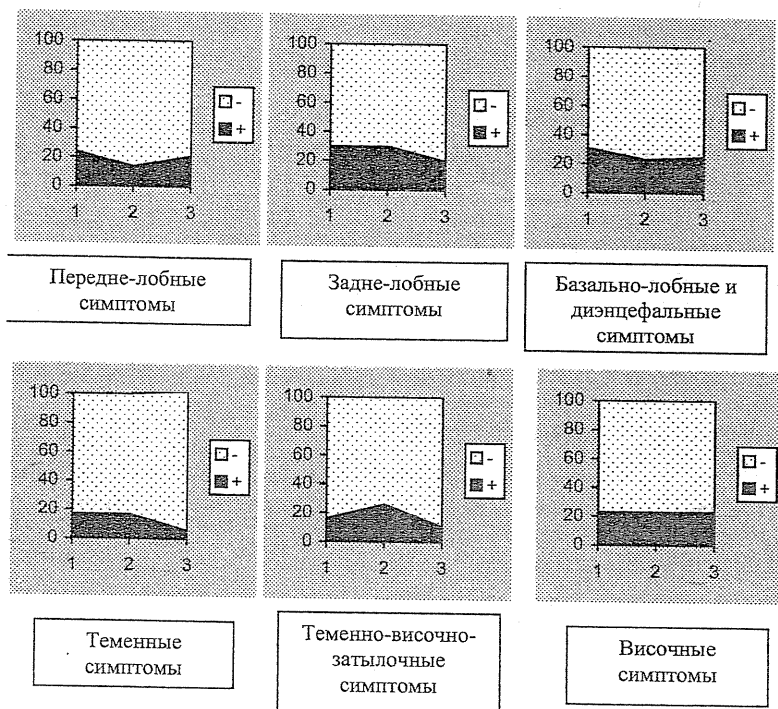 100
80
60
40
20
0
1 2 3
-
+
100
80
60
40
20
0
1 2 3
-
+
100
80
60
40
20
0
1 2 3
-
+
Передне-лобные
симптомы
Задне-лобные
симптомы
Базально-лобные и
диэнцефальные
симптомы
100
80
60
40
20
0
1 2 3
-
+
100
80
60
40
20
0
1 2 3
-
+
100
80
60
40
20
0
1 2 3
-
+
Теменные
симптомы
Теменно-височно-
затылочные
симптомы
Височные
симптомы